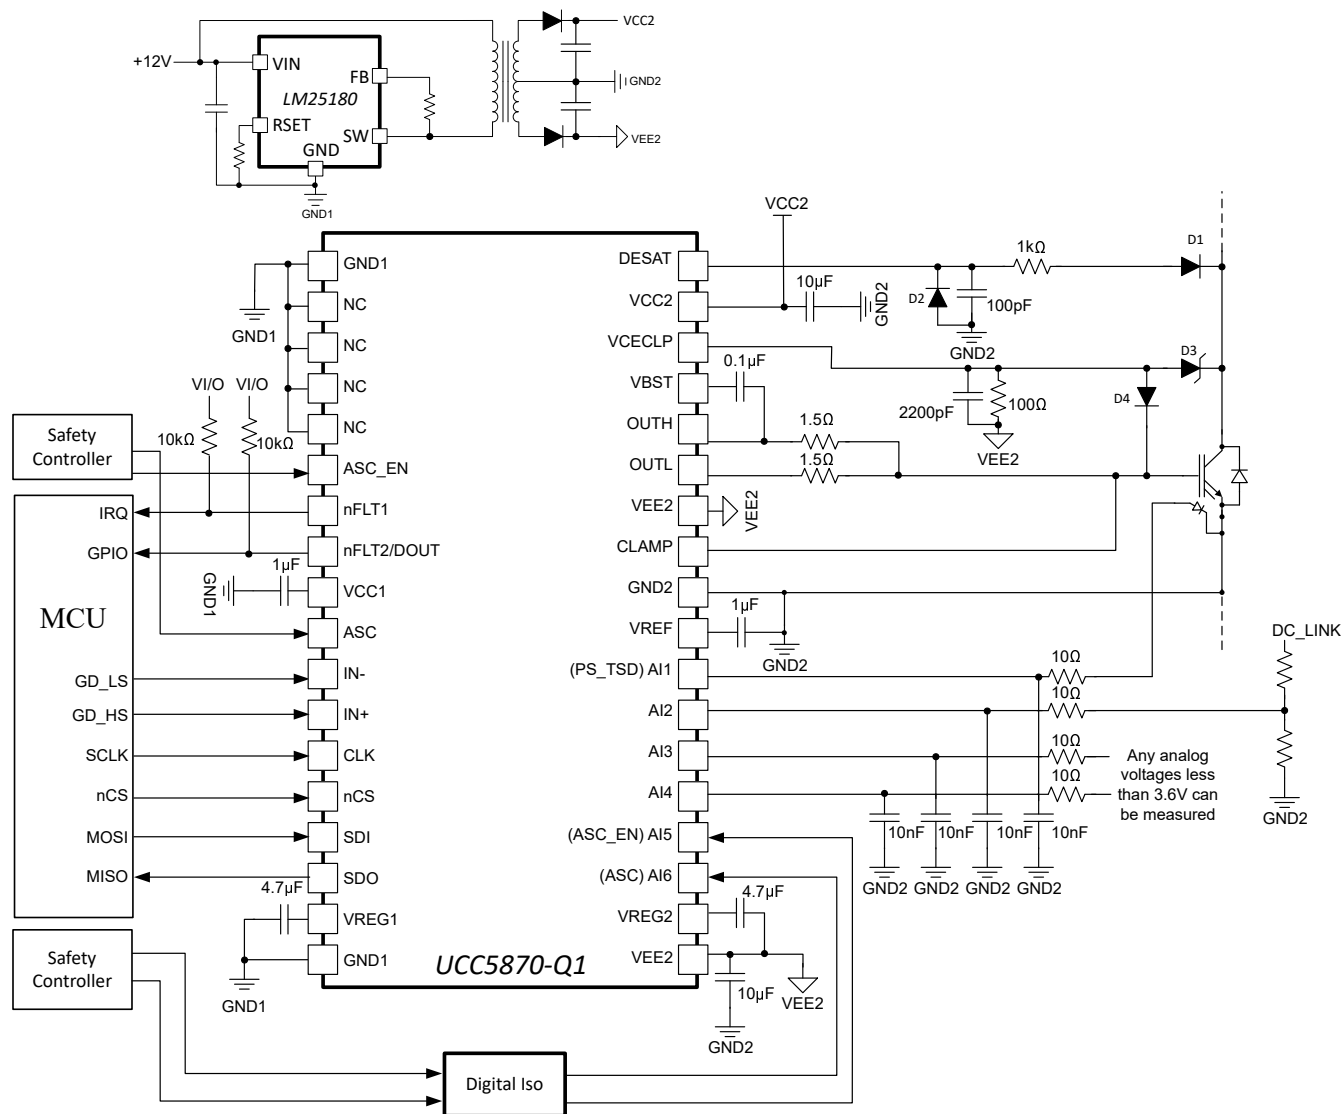 VCC2
+12V
VIN
FB
GND2
LM25180
RSET
SW
VEE2
GND
GND1
VCC2
GND1
DESAT
1kΩ
D1
NC
VCC2
10µF
GND2
D2
100pF
GND1
GND2
NC
VCECLP
0.1µF
D3
VI/O
VI/O
NC
VBST
2200pF
100Ω
D4
Safety
Controller
10kΩ
10kΩ
NC
OUTH
1.5Ω
VEE2
ASC_EN
OUTL
1.5Ω
IRQ
nFLT1
VEE2
VEE2
GPIO
nFLT2/DOUT
CLAMP
GND1
1µF
VCC1
GND2
MCU
ASC
VREF
1µF
GND2
DC_LINK
GD_LS
IN-
(PS_TSD) AI1
10Ω
GD_HS
IN+
AI2
10Ω
SCLK
CLK
AI3
10Ω
Any analog
voltages less
than 3.6V can
be measured
nCS
nCS
AI4
10Ω
GND2
MOSI
SDI
(ASC_EN) AI5
10nF
10nF
10nF
10nF
MISO
SDO
(ASC) AI6
GND2
GND2
GND2
GND2
4.7µF
VREG1
VREG2
4.7µF
Safety
Controller
GND1
GND1
UCC5870-Q1
VEE2
10µF
VEE2
GND2
Digital Iso